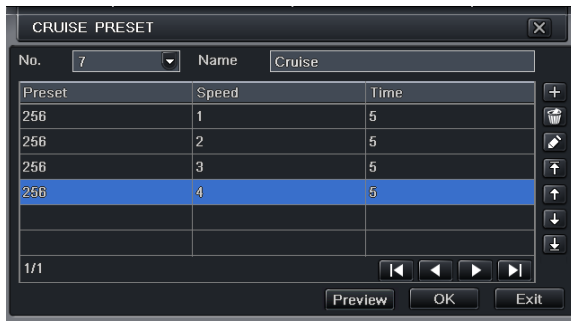 CRUISE PRESET
No. 7 Name Cruise
Preset Speed Time
256 1 5
256 2 5
256 3 5
256 4 5
1/1
Preview OK Exit